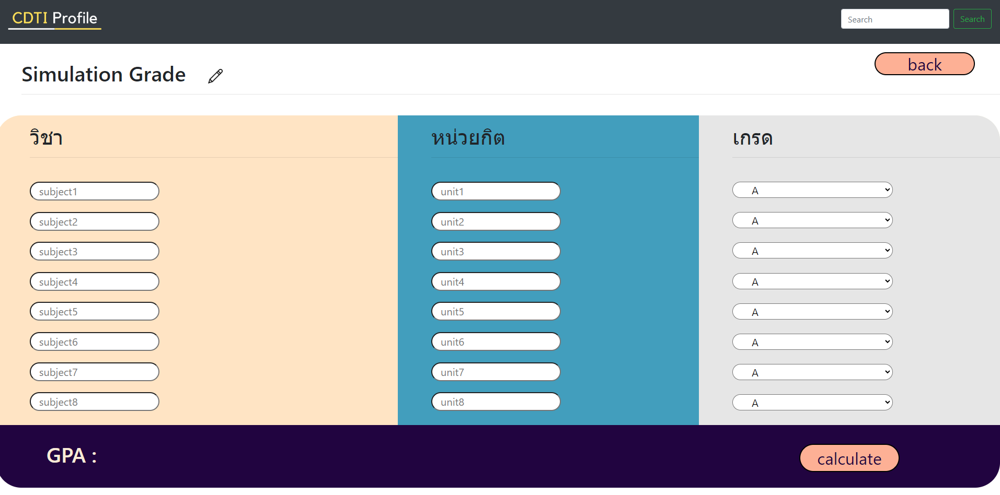 CDTI Profile
Search Search
Simulation Grade
back
วิชา หน่วยกิต เกรด
subject1 unit1 A
subject2 unit2 A
subject3 unit3 A
subject4 unit4 A
subject5 unit5 A
subject6 unit6 A
subject7 unit7 A
subject8 unit8 A
GPA :
calculate